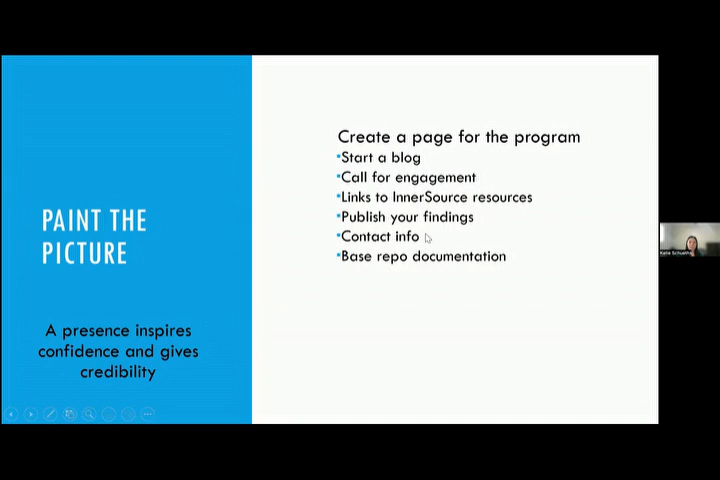 PAINT THE
PICTURE
A presence inspires
confidence and gives
credibility
Create a page for the program
Start a blog
Call for engagement
Links to InnerSource resources
Publish your findings
Contact info
Base repo documentation
Katie